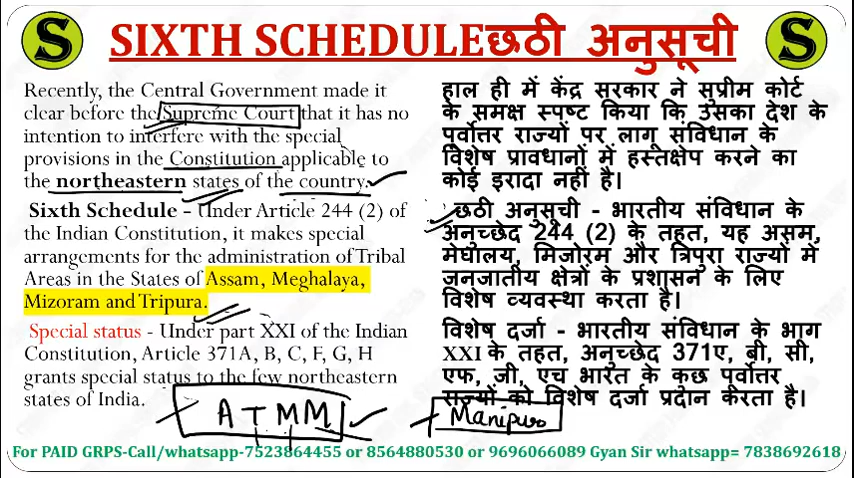 S
SIXTH SCHEDULEछठी अनुसूची
S
Recently, the Central Government made it
clear before the Supreme Court that it has no
intention to interfere with the special
provisions in the Constitution applicable to
the northeastern states of the country.
Sixth Schedule - Under Article 244 (2) of
the Indian Constitution, it makes special
arrangements for the administration of Tribal
Areas in the States of Assam, Meghalaya,
Mizoram and Tripura.
Special status - Under part XXI of the Indian
Constitution, Article 371A, B, C, F, G, H
grants special status to the few northeastern
states of India.
A T M M
हाल ही में केंद्र सरकार ने सुप्रीम कोर्ट
के समक्ष स्पष्ट किया कि उसका देश के
पूर्वोत्तर राज्यों पर लागू संविधान के
विशेष प्रावधानों में हस्तक्षेप करने का
कोई इरादा नहीं है।
छठी अनुसूची - भारतीय संविधान के
अनुच्छेद 244 (2) के तहत, यह असम,
मेघालय, मिजोरम और त्रिपुरा राज्यों में
जनजातीय क्षेत्रों के प्रशासन के लिए
विशेष व्यवस्था करता है।
विशेष दर्जा - भारतीय संविधान के भाग
XXI के तहत, अनुच्छेद 371ए, बी, सी,
एफ, जी, एच भारत के कुछ पूर्वोत्तर
राज्यों को विशेष दर्जा प्रदान करता है।
For PAID GRPS-Call/whatsapp-7523864455 or 8564880530 or 9696066089 Gyan Sir whatsapp= 7838692618